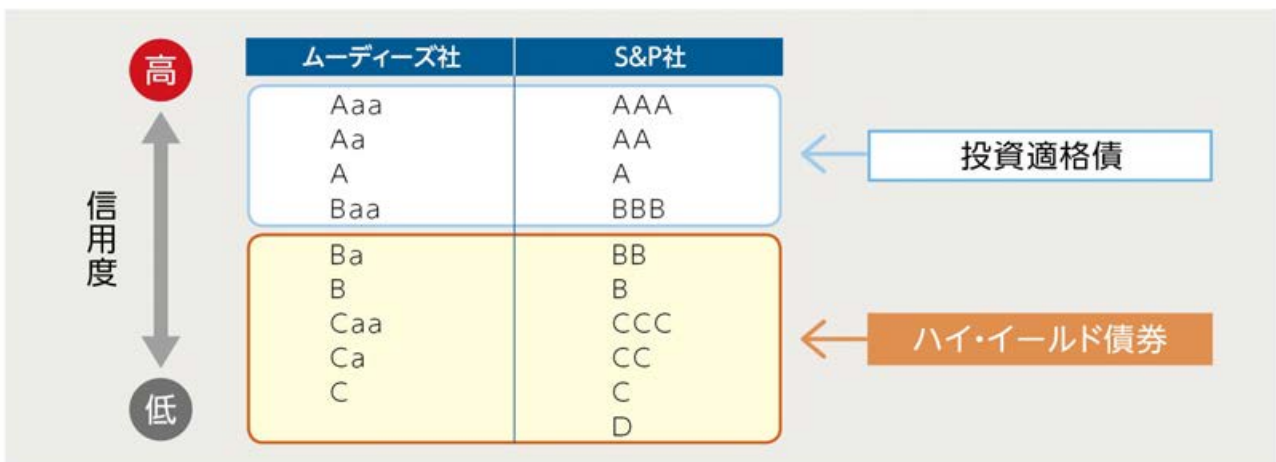 高
ムーディーズ社 S&P社
Aaa AAA
Aa AA
A A
Baa BBB
投資適格債
信用度
Ba BB
B B
Caa CCC
Ca CC
C C
D
ハイ・イールド債券
低